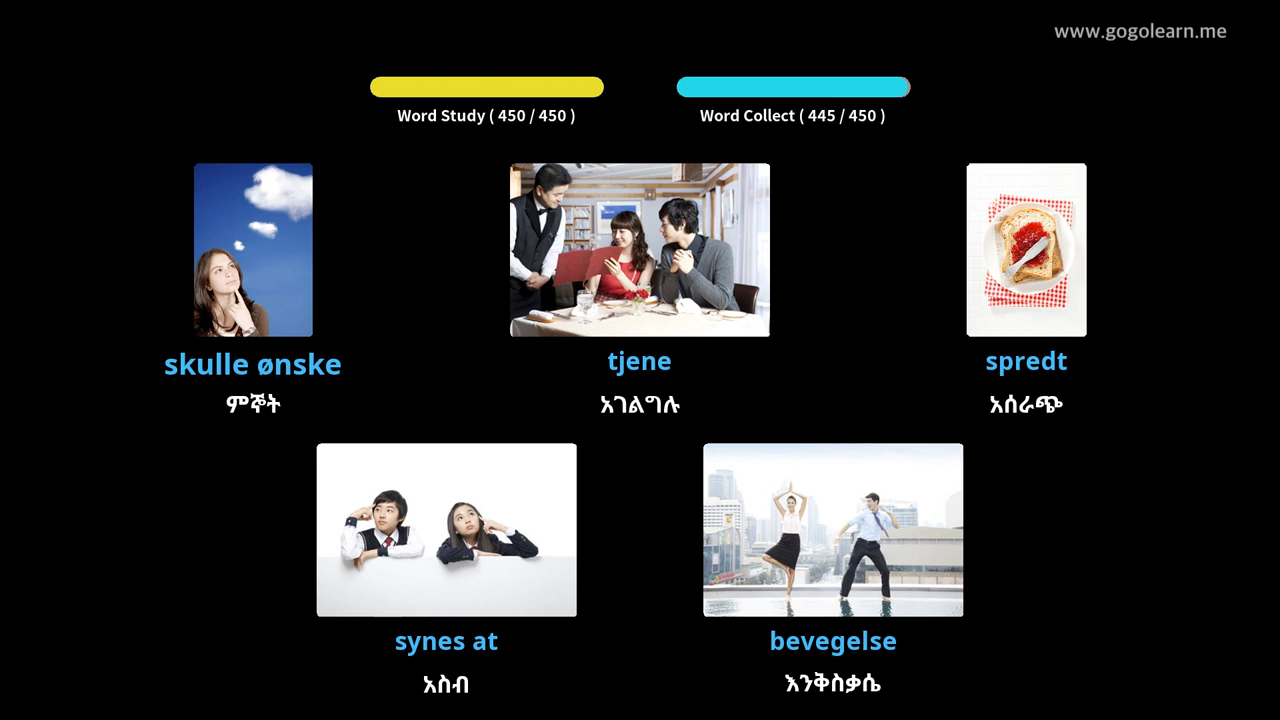 www.gogolearn.me
Word Study ( 450 / 450 )
Word Collect ( 445 / 450 )
skulle ønske
ምኞት
tjene
አገልግሉ
spredt
አሰራጭ
synes at
አስብ
bevegelse
እንቅስቃሴ